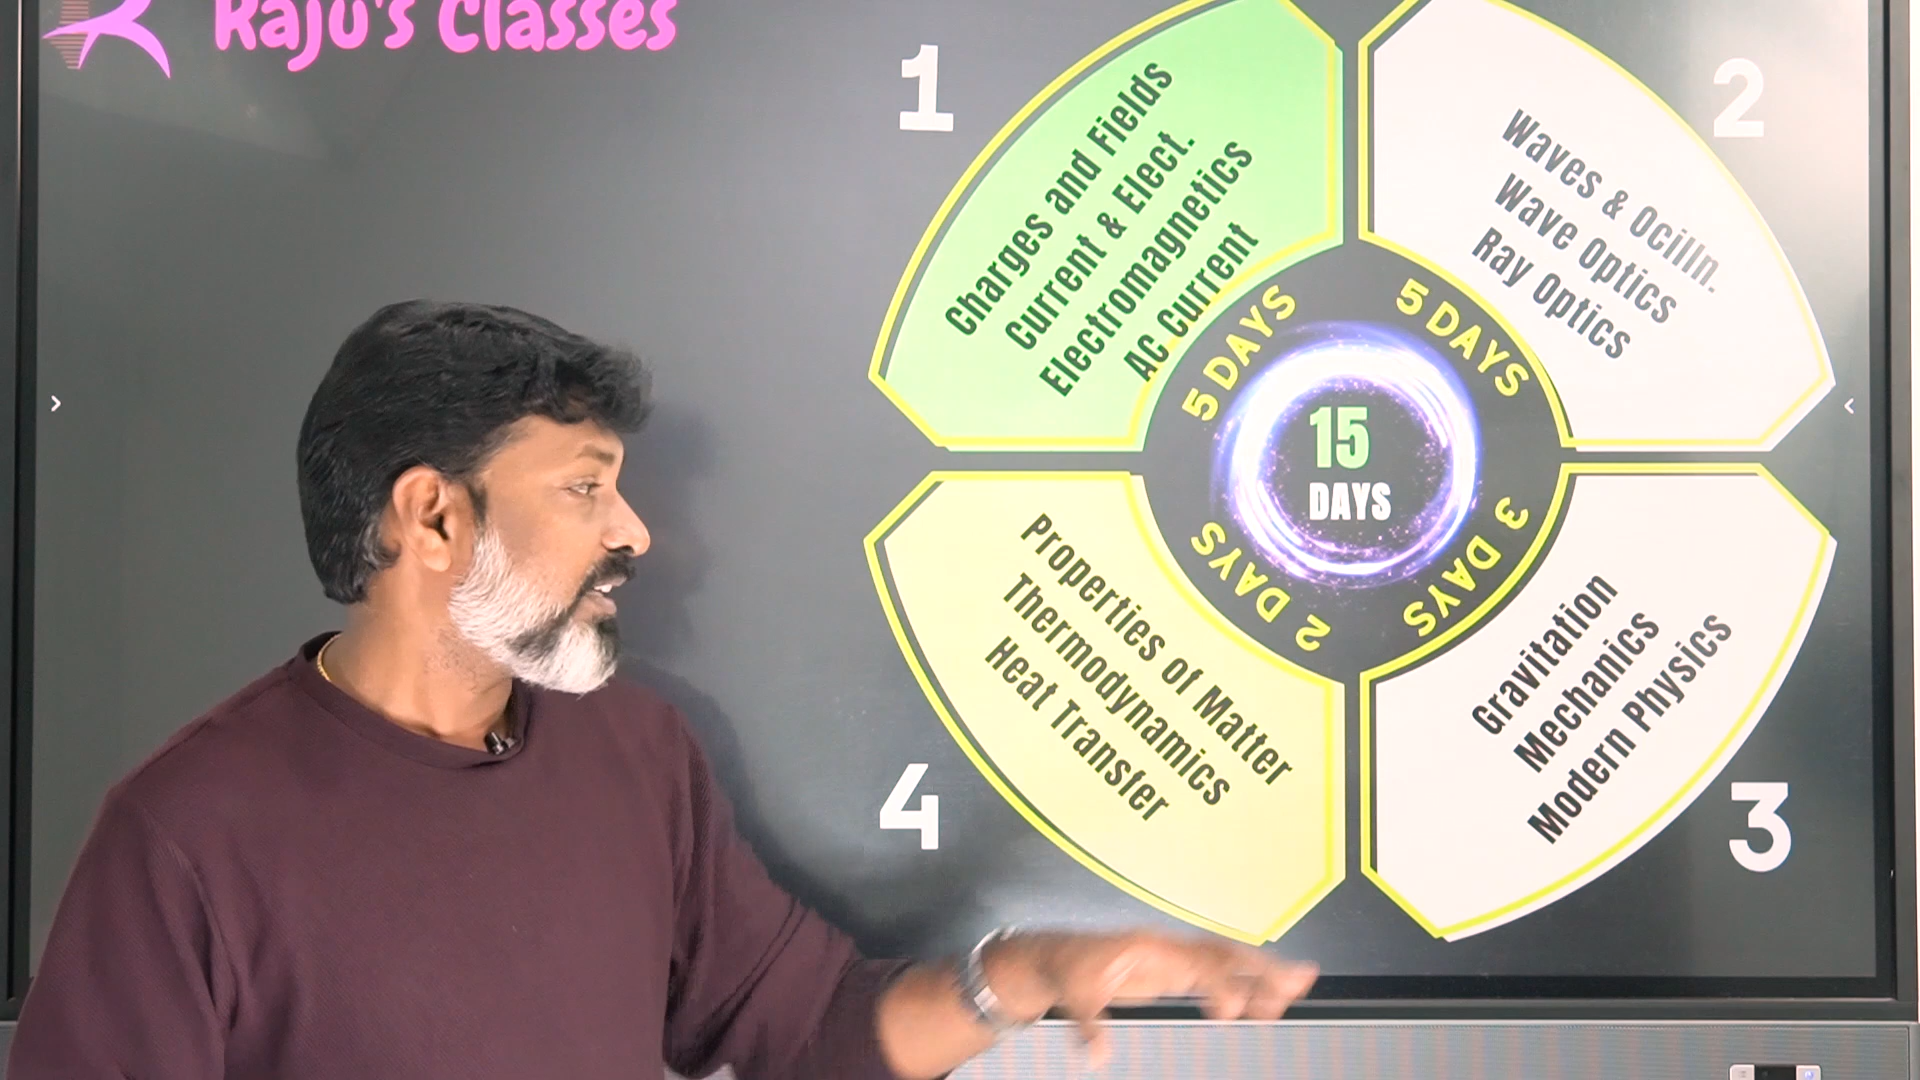 Raju's Classes
1
Charges and Fields
Current & Elect.
Electromagnetics
AC Current
5 DAYS
2
Waves & Ocilln.
Wave Optics
Ray Optics
5 DAYS
15
DAYS
3
Gravitation
Mechanics
Modern Physics
3 DAYS
4
Properties of Matter
Thermodynamics
Heat Transfer
2 DAYS